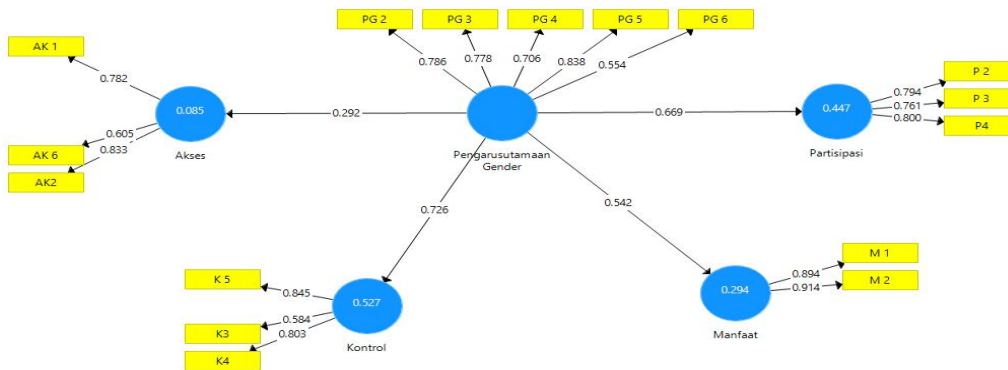 PG 2
PG 3
PG 4
PG 5
PG 6
0.786
0.778
0.706
0.838
0.554
AK 1
0.782
0.605
0.833
AK 6
AK2
0.085
Akses
0.292
Pengarusutamaan
Gender
0.669
0.447
Partisipasi
0.794
0.761
0.800
P 2
P 3
P4
0.726
0.542
K 5
K3
K4
0.845
0.584
0.803
0.527
Kontrol
0.294
Manfaat
0.894
0.914
M 1
M 2